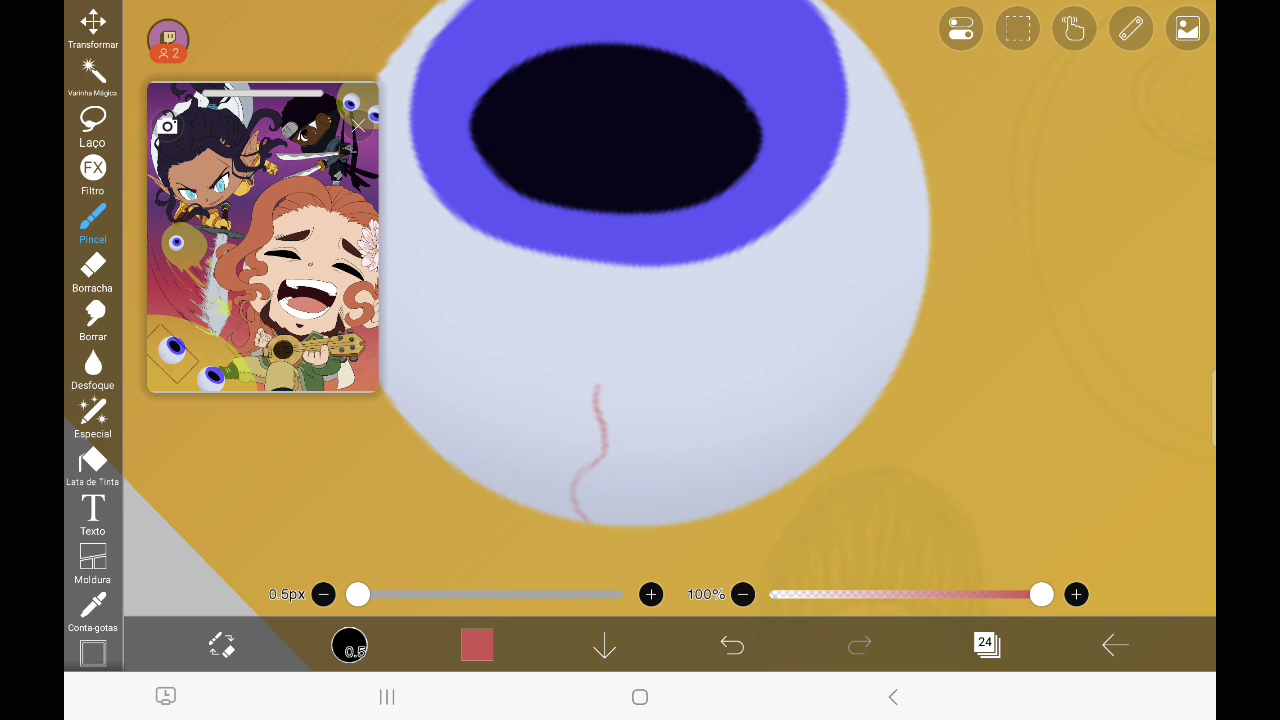 Transformar
2
Varinha Mágica
Laço
FX
Filtro
Pincel
Borracha
Borrar
Desfoque
Especial
Lata de Tinta
T
Texto
Moldura
Conta-gotas
0.5px
100%
0.5
24